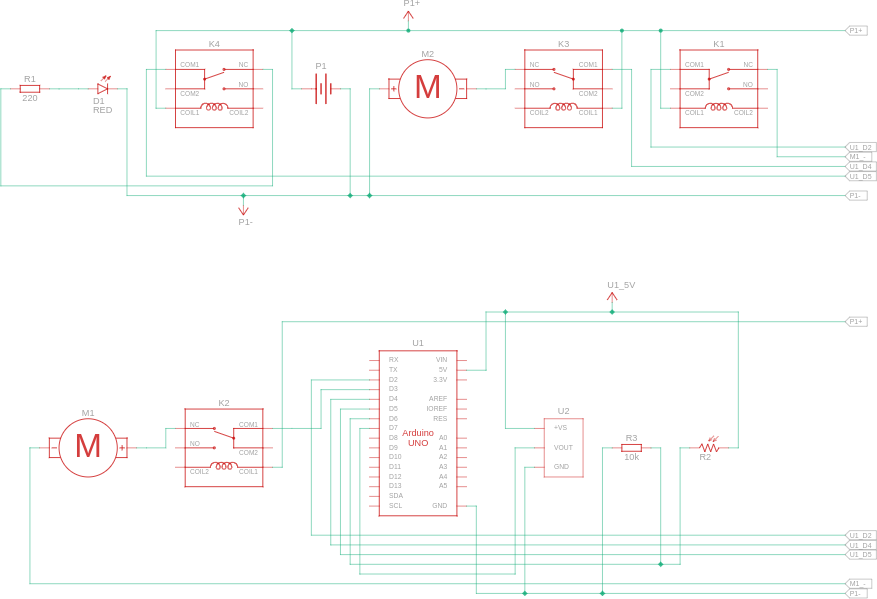 P1+
P1+
K4
COM1
NC
NO
COM2
COIL1
COIL2
R1
220
D1
RED
P1
M2
M
+
-
K3
NC
COM1
NO
COM2
COIL2
COIL1
K1
COM1
NC
NO
COM2
COIL1
COIL2
U1_D2
M1_-
U1_D4
U1_D5
P1-
P1-
U1_5V
P1+
U1
RX
TX
D2
D3
D4
D5
D6
D7
D8
D9
D10
D11
D12
D13
SDA
SCL
Arduino
UNO
VIN
5V
3.3V
AREF
IOREF
RES
A0
A1
A2
A3
A4
A5
GND
M1
M
-
+
K2
NC
COM1
NO
COM2
COIL2
COIL1
U2
+VS
VOUT
GND
R3
10k
R2
U1_D2
U1_D4
U1_D5
M1_-
P1-